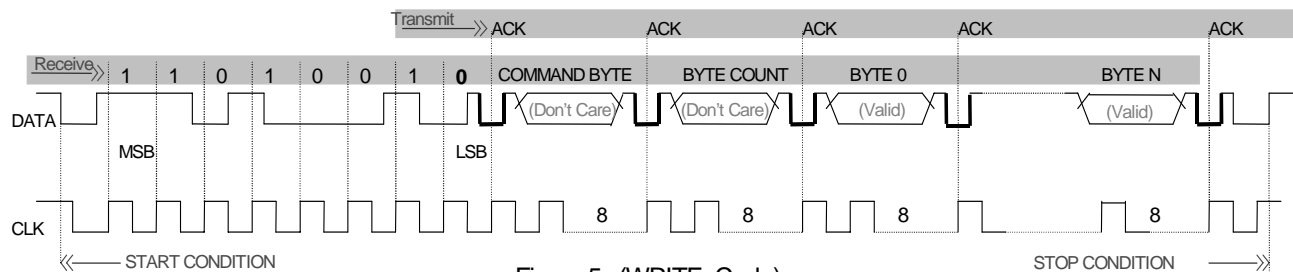 Transmit ACK ACK ACK ACK ACK
Receive 1 1 0 1 0 0 1 0 COMMAND BYTE BYTE COUNT BYTE 0 BYTE N
DATA (Don't Care) (Don't Care) (Valid) (Valid)
MSB LSB
CLK 8 8 8 8
START CONDITION STOP CONDITION